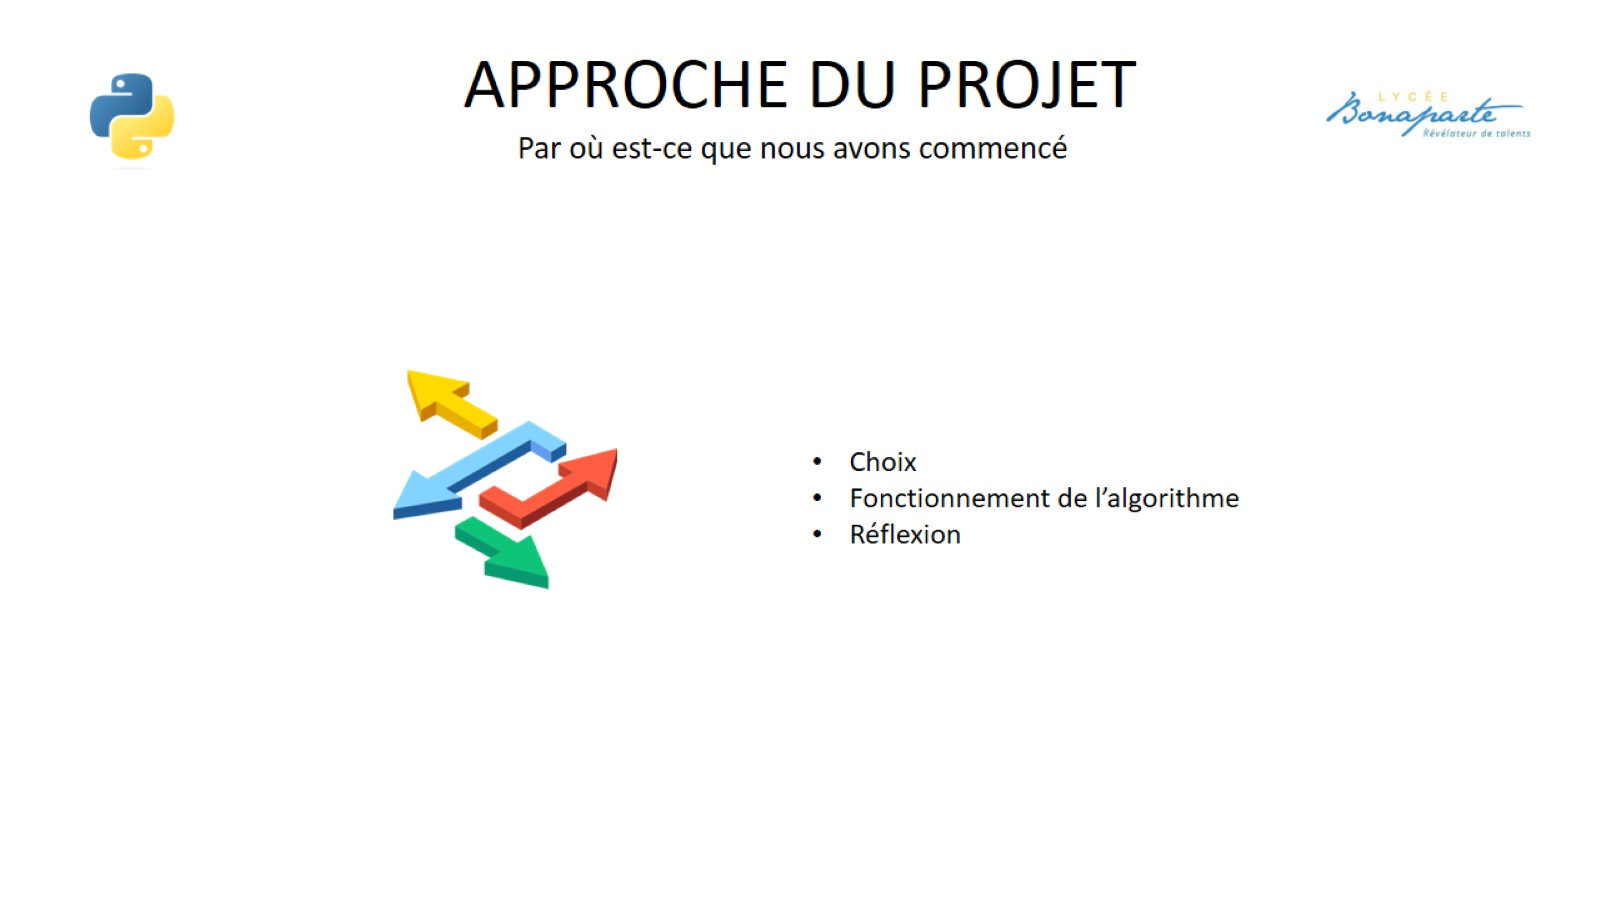 APPROCHE DU PROJET
Par où est-ce que nous avons commencé
LYCÉE
Bonaparte
Révélateur de talents
• Choix
• Fonctionnement de l’algorithme
• Réflexion